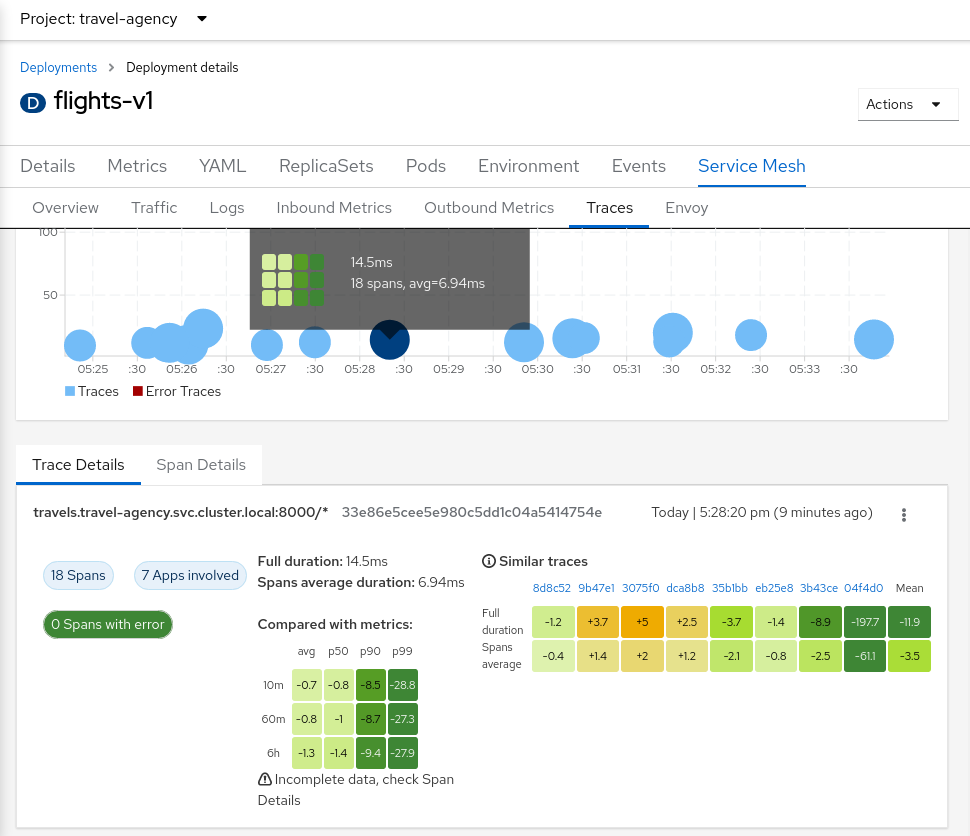 Project: travel-agency
Deployments > Deployment details
D flights-v1
Actions
Details Metrics YAML ReplicaSets Pods Environment Events Service Mesh
Overview Traffic Logs Inbound Metrics Outbound Metrics Traces Envoy
100
14.5ms
18 spans, avg=6.94ms
50
05:25 :30 05:26 :30 05:27 :30 05:28 :30 05:29 :30 05:30 :30 05:31 :30 05:32 :30 05:33 :30
Traces Error Traces
Trace Details Span Details
travels.travel-agency.svc.cluster.local:8000/* 33e86e5cee5e980c5dd1c04a5414754e Today | 5:28:20 pm (9 minutes ago)
18 Spans 7 Apps involved
0 Spans with error
Full duration: 14.5ms
Spans average duration: 6.94ms
Compared with metrics:
avg p50 p90 p99
10m -0.7 -0.8 -8.5 -28.8
60m -0.8 -1 -8.7 -27.3
6h -1.3 -1.4 -9.4 -27.9
Incomplete data, check Span
Details
Similar traces
8d8c52 9b47e1 3075f0 dca8b8 35b1bb eb25e8 3b43ce 04f4d0 Mean
Full duration -1.2 +3.7 +5 +2.5 -3.7 -1.4 -8.9 -197.7 -11.9
Spans average -0.4 +1.4 +2 +1.2 -2.1 -0.8 -2.5 -61.1 -3.5